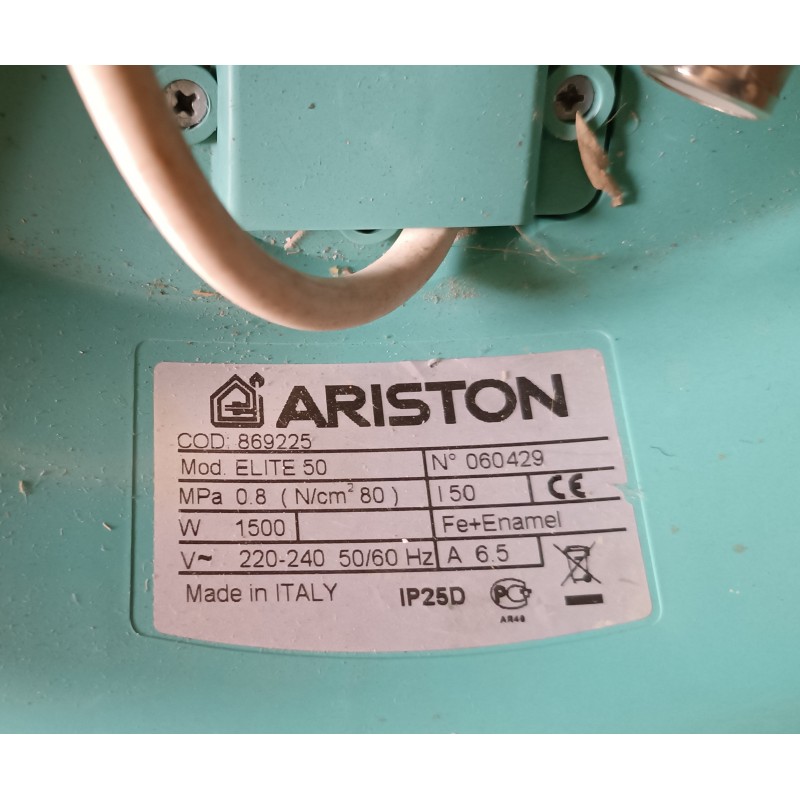 ARISTON
COD: 869225
Mod. ELITE 50 N° 060429
MPa 0.8 ( N/cm² 80 ) l 50 CE
W 1500 Fe+Enamel
V~ 220-240 50/60 Hz A 6.5
Made in ITALY IP25D PC